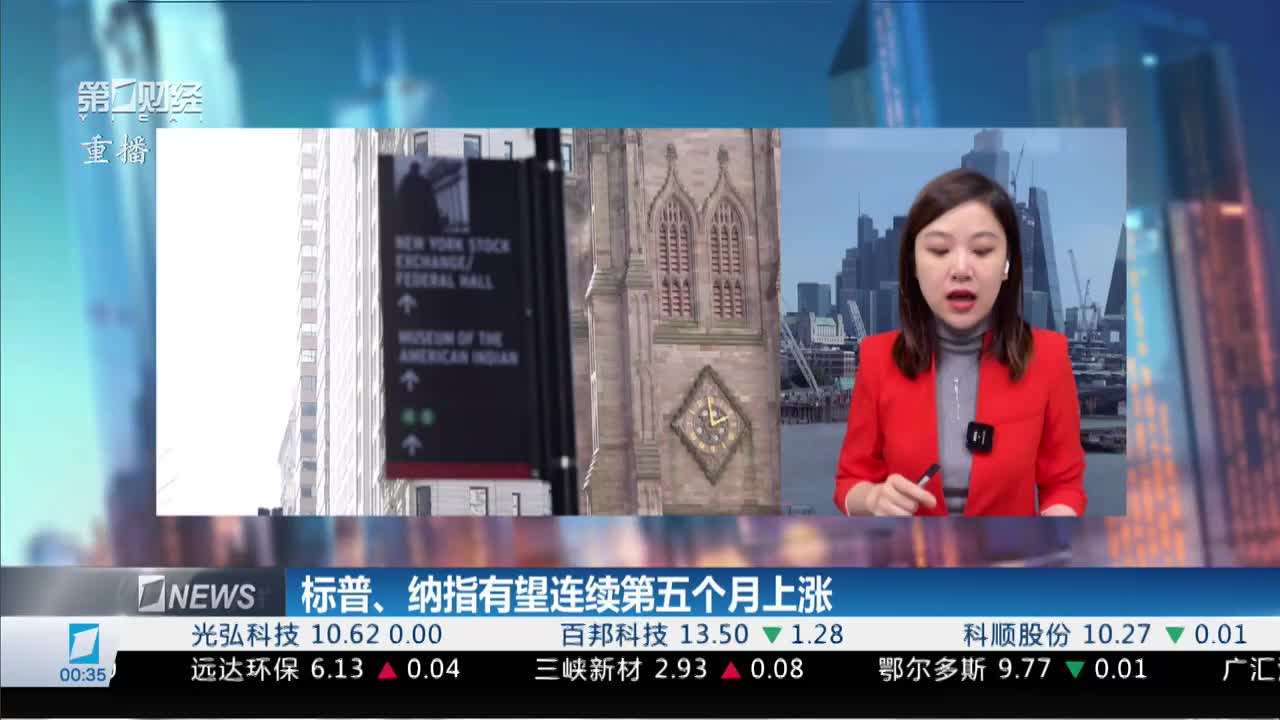 第一财经
YICAI
重播
NEW YORK STOCK
EXCHANGE/
FEDERAL HALL
MUSEUM OF THE
AMERICAN INDIAN
4 5
NEWS
标普、纳指有望连续第五个月上涨
光弘科技 10.62 0.00 百邦科技 13.50 ▼ 1.28 科顺股份 10.27 ▼ 0.01
00:35
远达环保 6.13 ▲ 0.04 三峡新材 2.93 ▲ 0.08 鄂尔多斯 9.77 ▼ 0.01 广汇